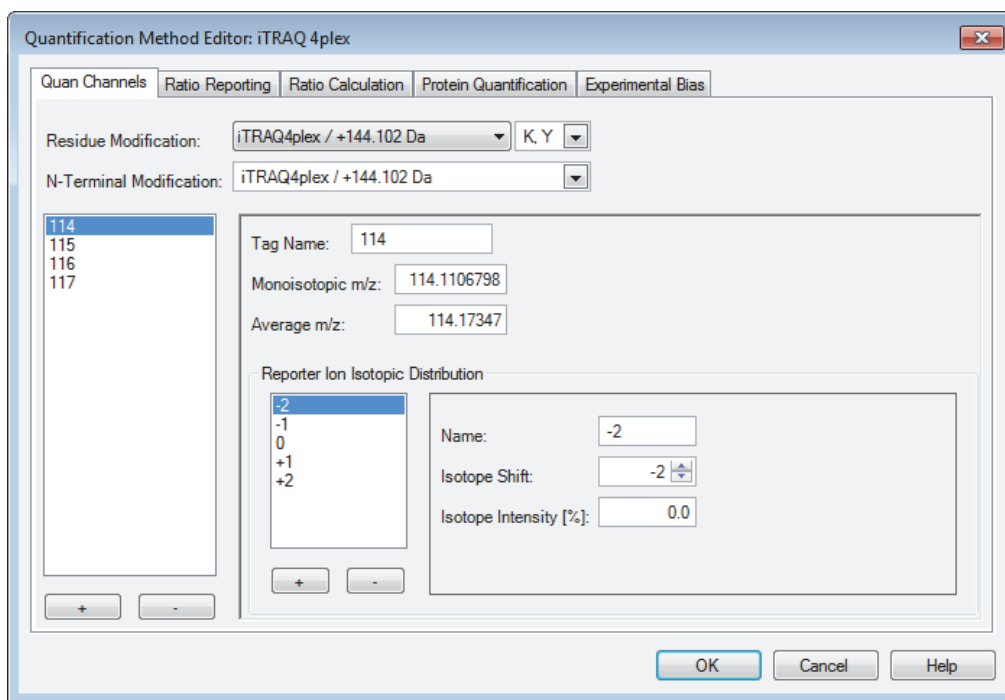 Quantification Method Editor: iTRAQ 4plex
Quan Channels Ratio Reporting Ratio Calculation Protein Quantification Experimental Bias
Residue Modification: iTRAQ4plex / +144.102 Da K, Y
N-Terminal Modification: iTRAQ4plex / +144.102 Da
114
115
116
117
Tag Name: 114
Monoisotopic m/z: 114.1106798
Average m/z: 114.17347
Reporter Ion Isotopic Distribution
-2
-1
0
+1
+2
Name: -2
Isotope Shift: -2
Isotope Intensity [%]: 0.0
+ -
+ -
OK Cancel Help